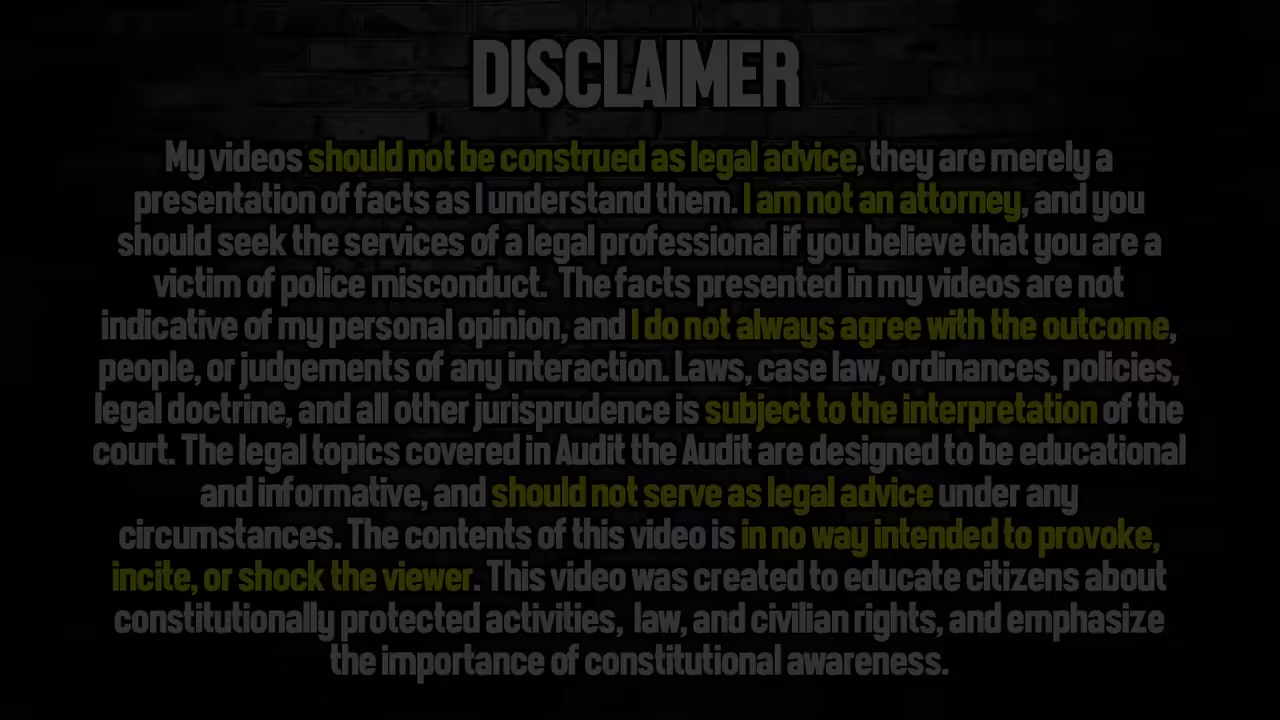 DISCLAIMER
My videos should not be construed as legal advice, they are merely a
presentation of facts as I understand them. I am not an attorney, and you
should seek the services of a legal professional if you believe that you are a
victim of police misconduct. The facts presented in my videos are not
indicative of my personal opinion, and I do not always agree with the outcome,
people, or judgements of any interaction. Laws, case law, ordinances, policies,
legal doctrine, and all other jurisprudence is subject to the interpretation of the
court. The legal topics covered in Audit the Audit are designed to be educational
and informative, and should not serve as legal advice under any
circumstances. The contents of this video is in no way intended to provoke,
incite, or shock the viewer. This video was created to educate citizens about
constitutionally protected activities, law, and civilian rights, and emphasize
the importance of constitutional awareness.